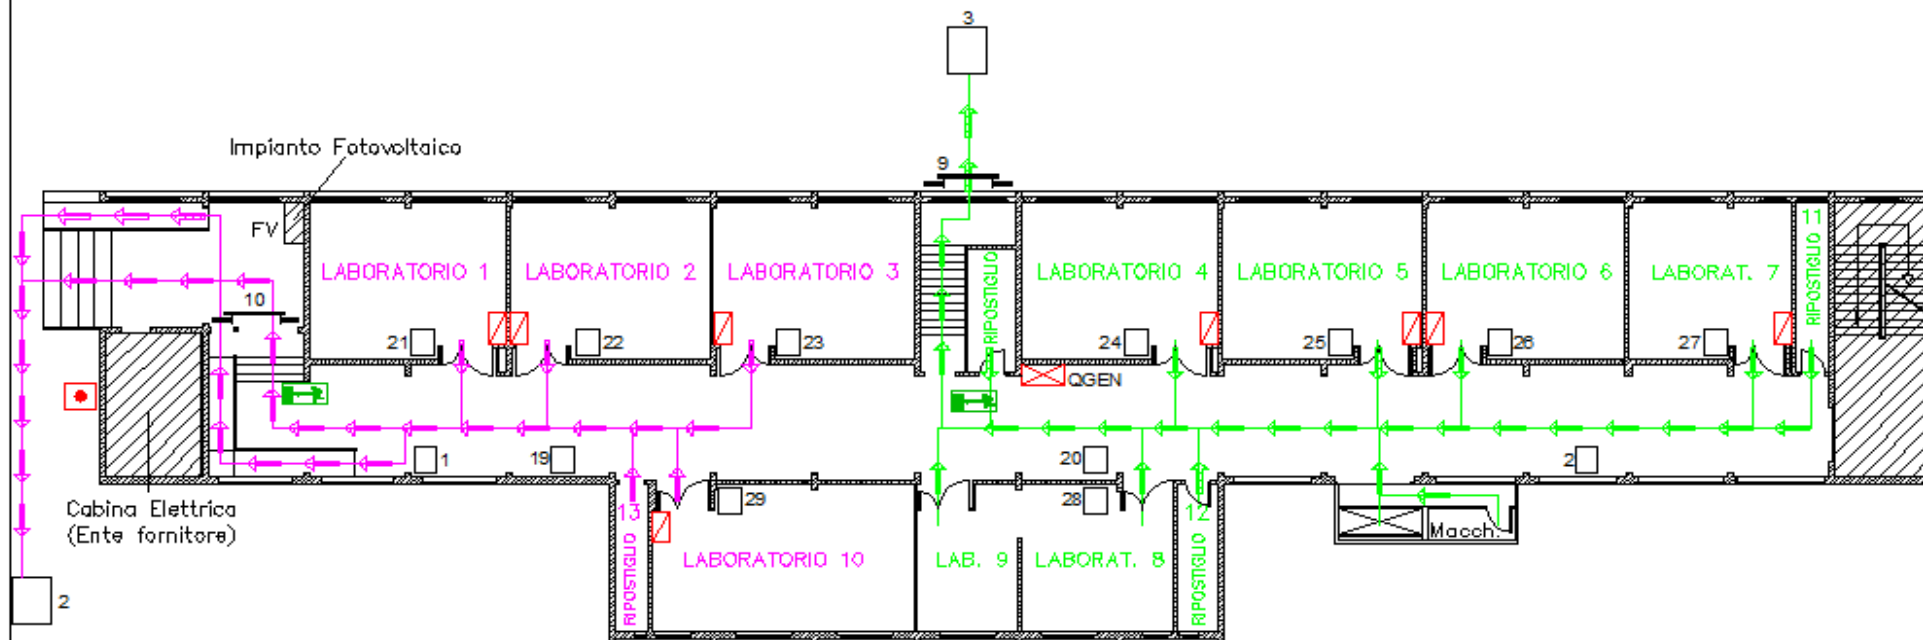 3
Impianto Fotovoltaico
9
11
FV
LABORATORIO 1
LABORATORIO 2
LABORATORIO 3
RIPOSTIGLIO
LABORATORIO 4
LABORATORIO 5
LABORATORIO 6
LABORAT. 7
RIPOSTIGLIO
10
21
22
23
24
25
26
27
QGEN
1
19
20
2
29
28
13
12
Cabina Elettrica
(Ente fornitore)
RIPOSTIGLIO
LABORATORIO 10
LAB. 9
LABORAT. 8
RIPOSTIGLIO
Macch.
2